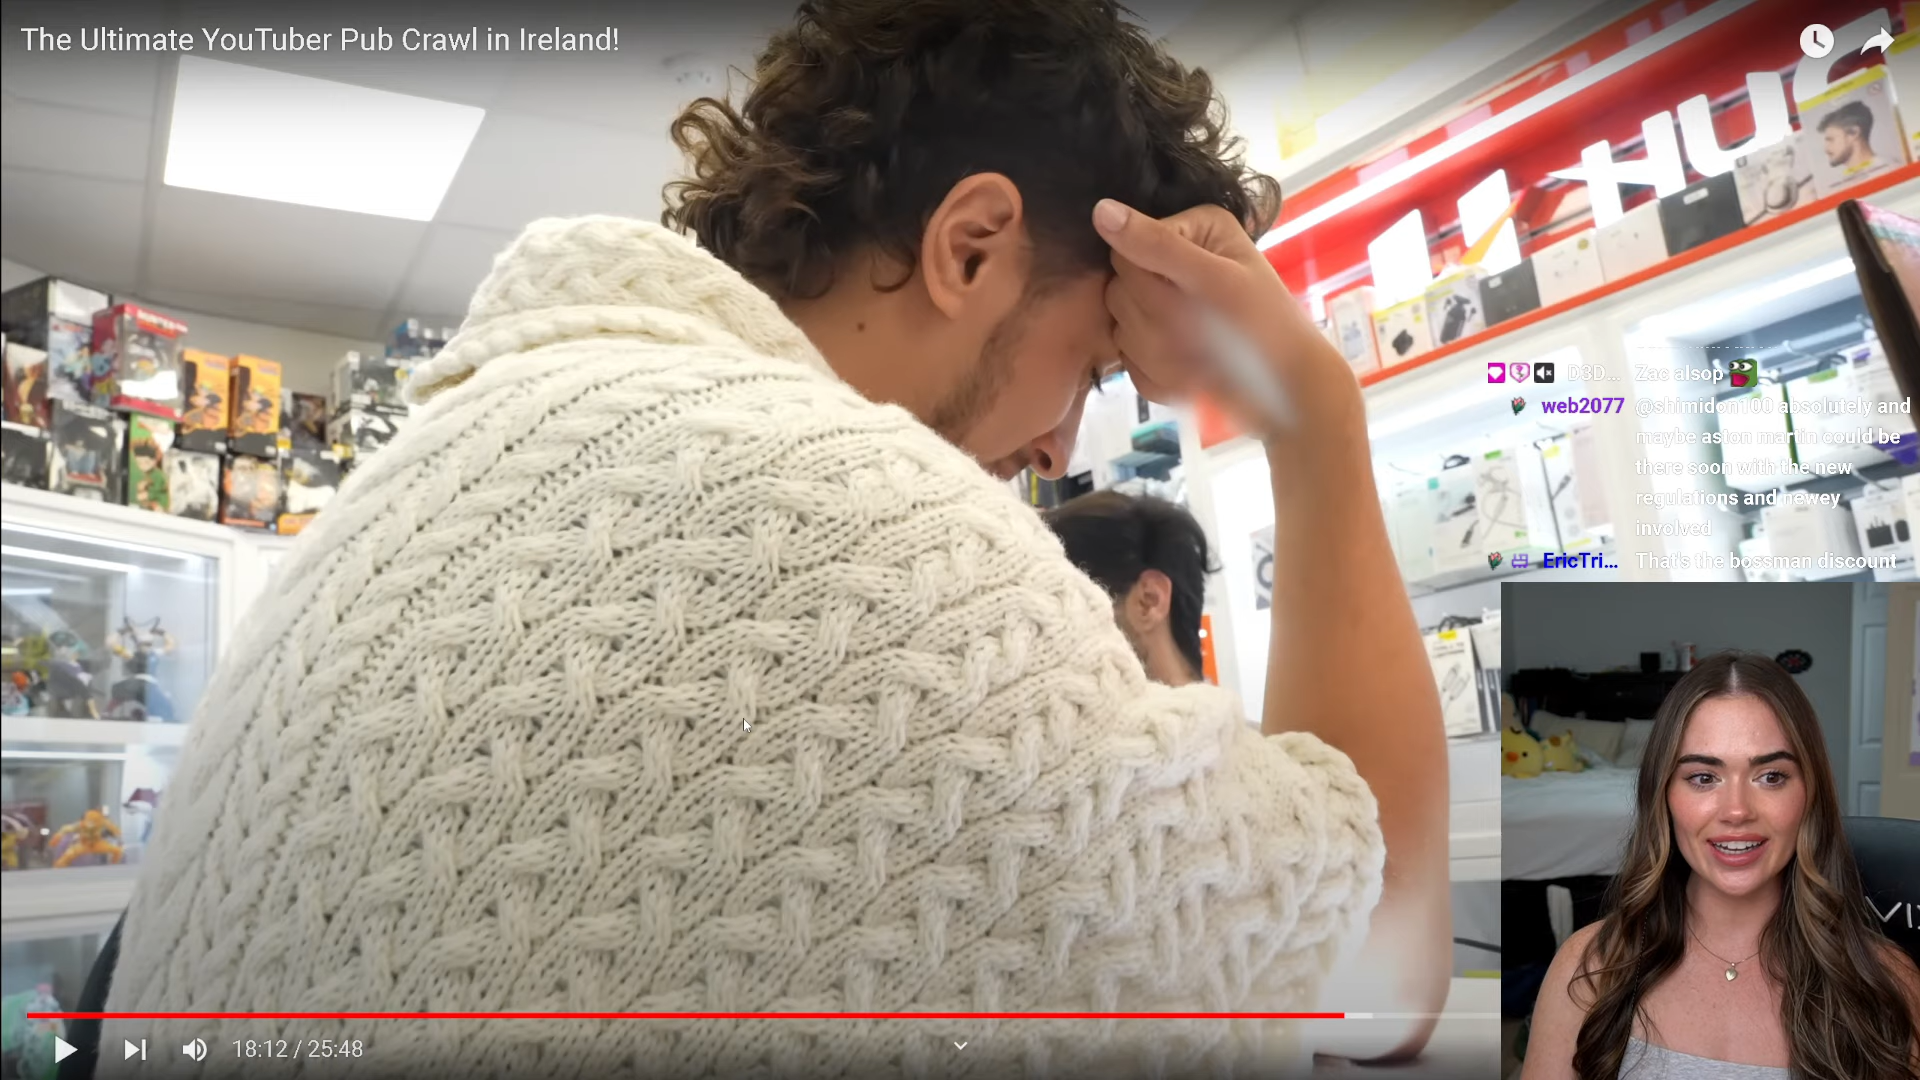 The Ultimate YouTuber Pub Crawl in Ireland!
D3D... Zac alsop
web2077 @shimidon100 absolutely and
maybe aston martin could be
there soon with the new
regulations and newey
involved
EricTri... That's the bossman discount
18:12 / 25:48